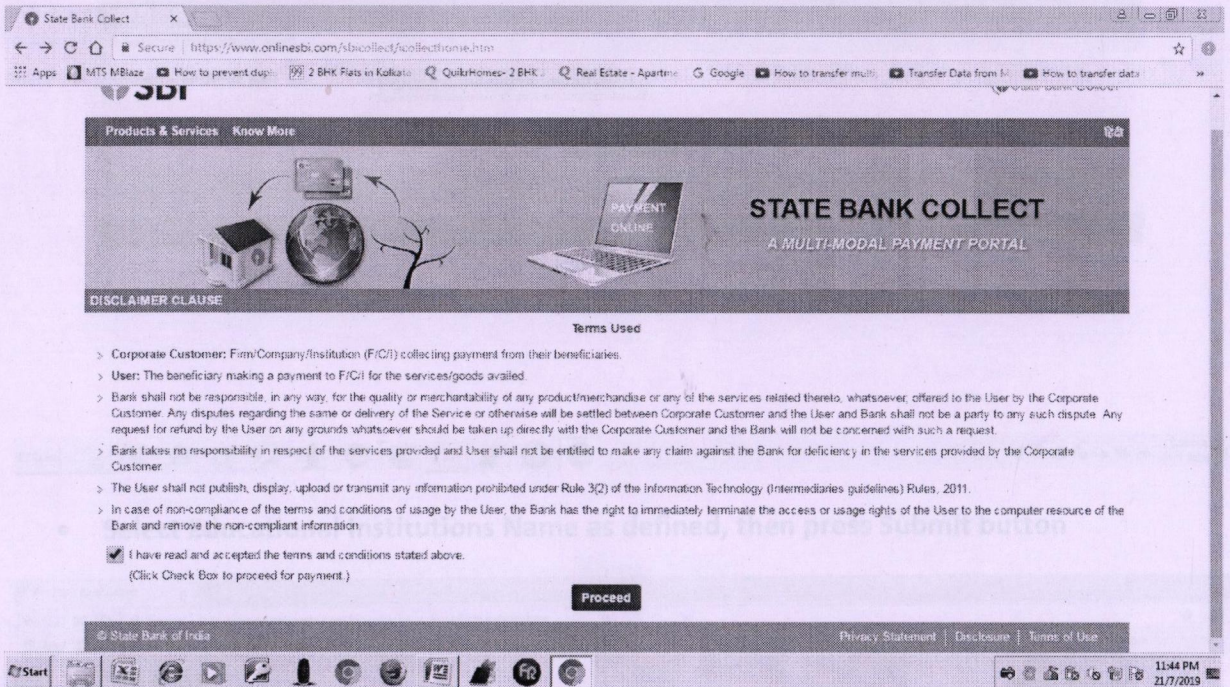 State Bank Collect
Secure | https://www.onlinesbi.com/sbicollect/icollecthome.htm
Apps MTS MBlaze How to prevent dupl 2 BHK Flats in Kolkata QuikrHomes- 2 BHK Real Estate - Apartme Google How to transfer multi Transfer Data from M How to transfer data
SBI State Bank Collect
Products & Services Know More हिंदी
PAYMENT
ONLINE
STATE BANK COLLECT
A MULTI-MODAL PAYMENT PORTAL
DISCLAIMER CLAUSE
Terms Used
> Corporate Customer: Firm/Company/Institution (F/C/I) collecting payment from their beneficiaries.
> User: The beneficiary making a payment to F/C/I for the services/goods availed.
> Bank shall not be responsible, in any way, for the quality or merchantability of any product/merchandise or any of the services related thereto, whatsoever, offered to the User by the Corporate
Customer. Any disputes regarding the same or delivery of the Service or otherwise will be settled between Corporate Customer and the User and Bank shall not be a party to any such dispute. Any
request for refund by the User on any grounds whatsoever should be taken up directly with the Corporate Customer and the Bank will not be concerned with such a request.
> Bank takes no responsibility in respect of the services provided and User shall not be entitled to make any claim against the Bank for deficiency in the services provided by the Corporate
Customer.
> The User shall not publish, display, upload or transmit any information prohibited under Rule 3(2) of the Information Technology (Intermediaries guidelines) Rules, 2011.
> In case of non-compliance of the terms and conditions of usage by the User, the Bank has the right to immediately terminate the access or usage rights of the User to the computer resource of the
Bank and remove the non-compliant information.
Select Educational Institutions Name as defined, then press Submit button
I have read and accepted the terms and conditions stated above.
(Click Check Box to proceed for payment.)
Proceed
© State Bank of India Privacy Statement | Disclosure | Terms of Use
Start 11:44 PM
21/7/2019